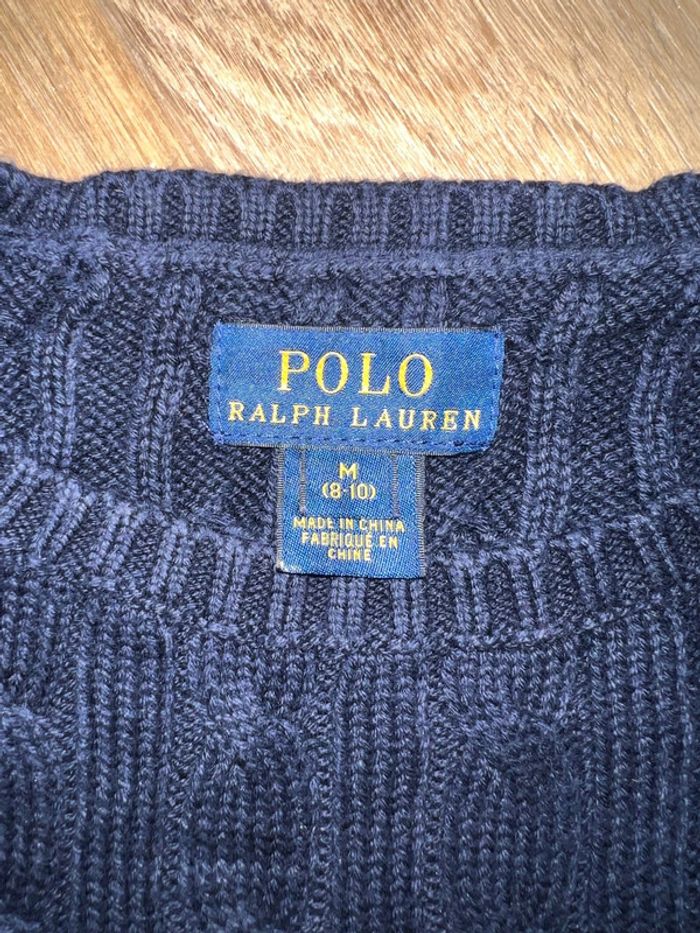 POLO
RALPH LAUREN
M
(8-10)
MADE IN CHINA
FABRIQUÉ EN
CHINE